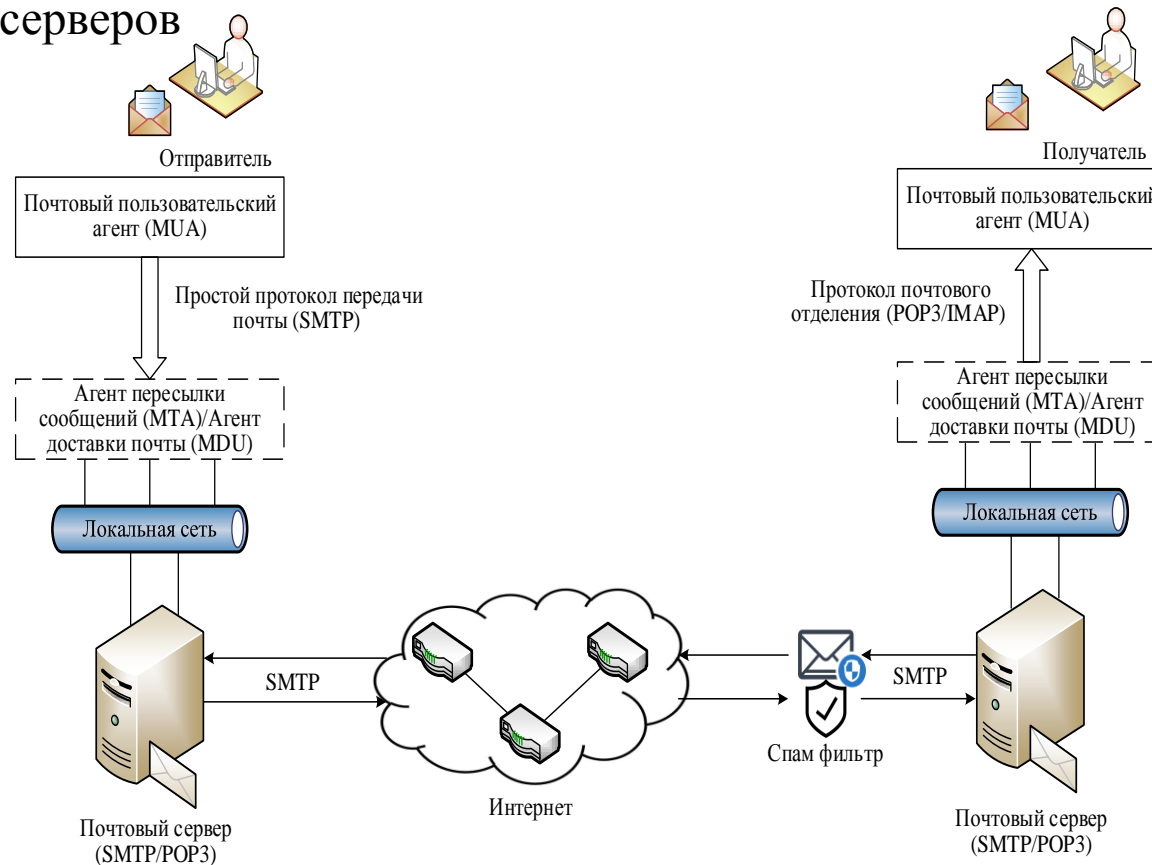 серверов
Отправитель
Почтовый пользовательский
агент (MUA)
Простой протокол передачи
почты (SMTP)
Агент пересылки
сообщений (MTA)/Агент
доставки почты (MDU)
Локальная сеть
SMTP
Почтовый сервер
(SMTP/POP3)
Интернет
Получатель
Почтовый пользовательский
агент (MUA)
Протокол почтового
отделения (POP3/IMAP)
Агент пересылки
сообщений (MTA)/Агент
доставки почты (MDU)
Локальная сеть
SMTP
Спам фильтр
Почтовый сервер
(SMTP/POP3)